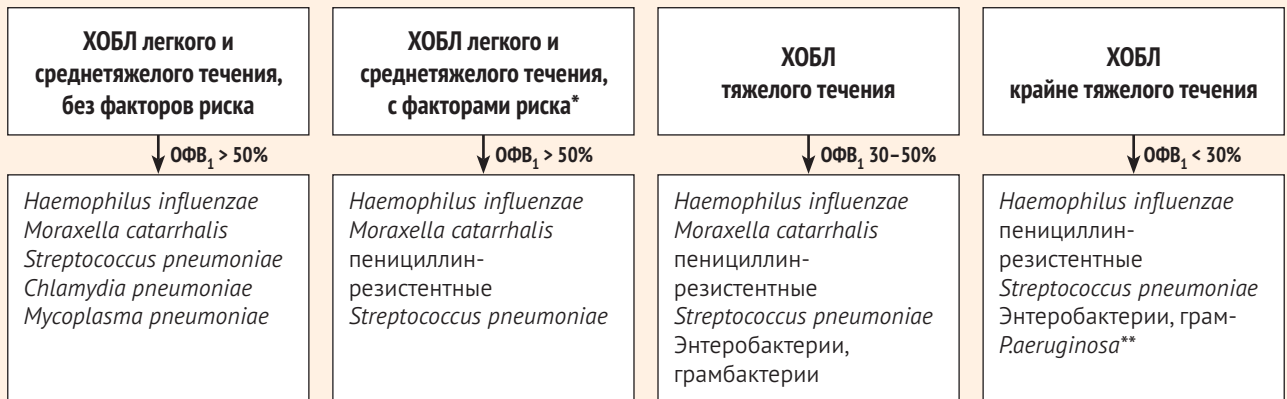 ХОБЛ легкого и
среднетяжелого течения,
без факторов риска
ОФВ₁ > 50%
Haemophilus influenzae
Moraxella catarrhalis
Streptococcus pneumoniae
Chlamydia pneumoniae
Mycoplasma pneumoniae
ХОБЛ легкого и
среднетяжелого течения,
с факторами риска*
ОФВ₁ > 50%
Haemophilus influenzae
Moraxella catarrhalis
пенициллин-
резистентные
Streptococcus pneumoniae
ХОБЛ
тяжелого течения
ОФВ₁ 30–50%
Haemophilus influenzae
Moraxella catarrhalis
пенициллин-
резистентные
Streptococcus pneumoniae
Энтеробактерии,
грамбактерии
ХОБЛ
крайне тяжелого течения
ОФВ₁ < 30%
Haemophilus influenzae
пенициллин-
резистентные
Streptococcus pneumoniae
Энтеробактерии, грам-
P.aeruginosa**